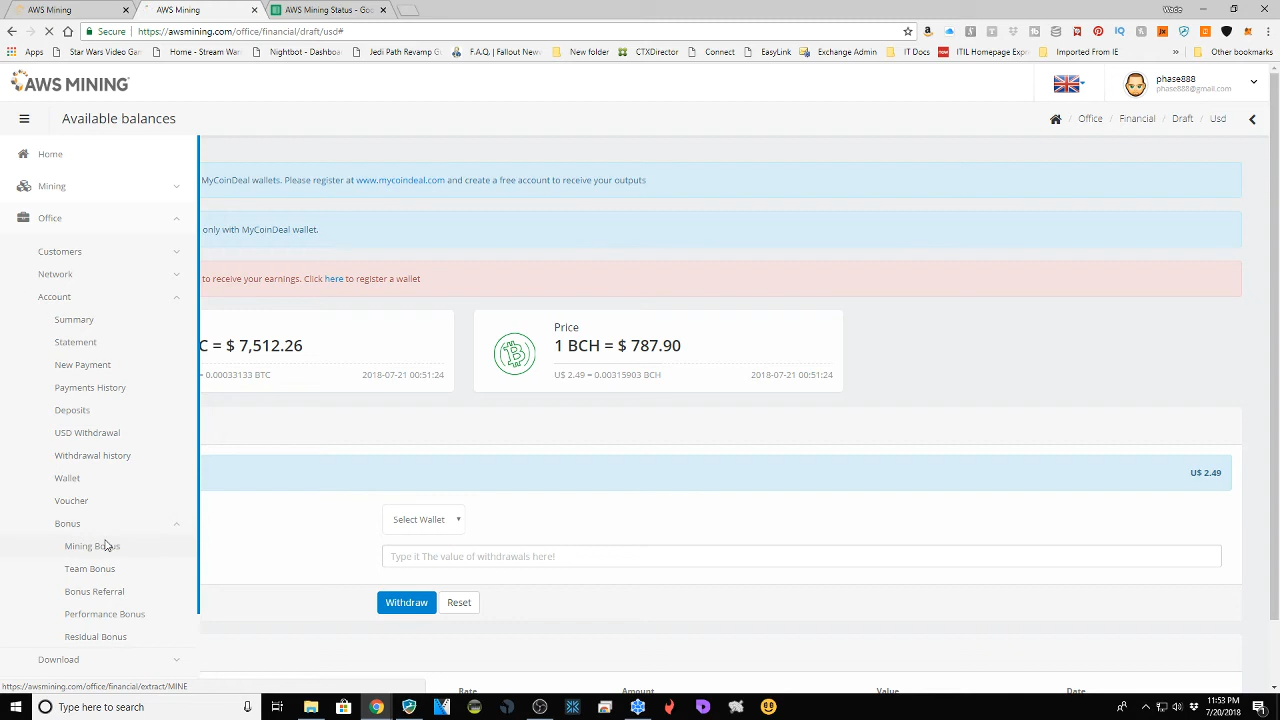 AWS Mining
AWS Mining
AWS Mining Status - Goo
Wade
Secure
https://awsmining.com/office/financial/draft/usd#
Apps
Star Wars Video Gam
Home - Stream War
Nightbot - Dashboar
Jedi Path Revamp G
F.A.Q. | Fallout New
New folder
CTXDirector
Connect
EasyLink
Exchange Admin
IT Docs
ITIL Homepage Expo
Imported From IE
»
Other bookmarks
AWS MINING
phase888
phase888@gmail.com
Available balances
Office / Financial / Draft / Usd
Home
Mining
MyCoinDeal wallets. Please register at www.mycoindeal.com and create a free account to receive your outputs
Office
only with MyCoinDeal wallet.
Customers
Network
to receive your earnings. Click here to register a wallet
Account
Summary
Statement
New Payment
Payments History
Deposits
USD Withdrawal
Withdrawal history
Wallet
Voucher
Bonus
Mining Bonus
Team Bonus
Bonus Referral
Performance Bonus
Residual Bonus
Download
C = $ 7,512.26
= 0.00033133 BTC
2018-07-21 00:51:24
Price
1 BCH = $ 787.90
U$ 2.49 = 0.00315903 BCH
2018-07-21 00:51:24
U$ 2.49
Select Wallet
Type it The value of withdrawals here!
Withdraw
Reset
Rate
Amount
Value
Date
https://awsmining.com/office/financial/extract/MINE
Type here to search
11:53 PM
7/20/2018